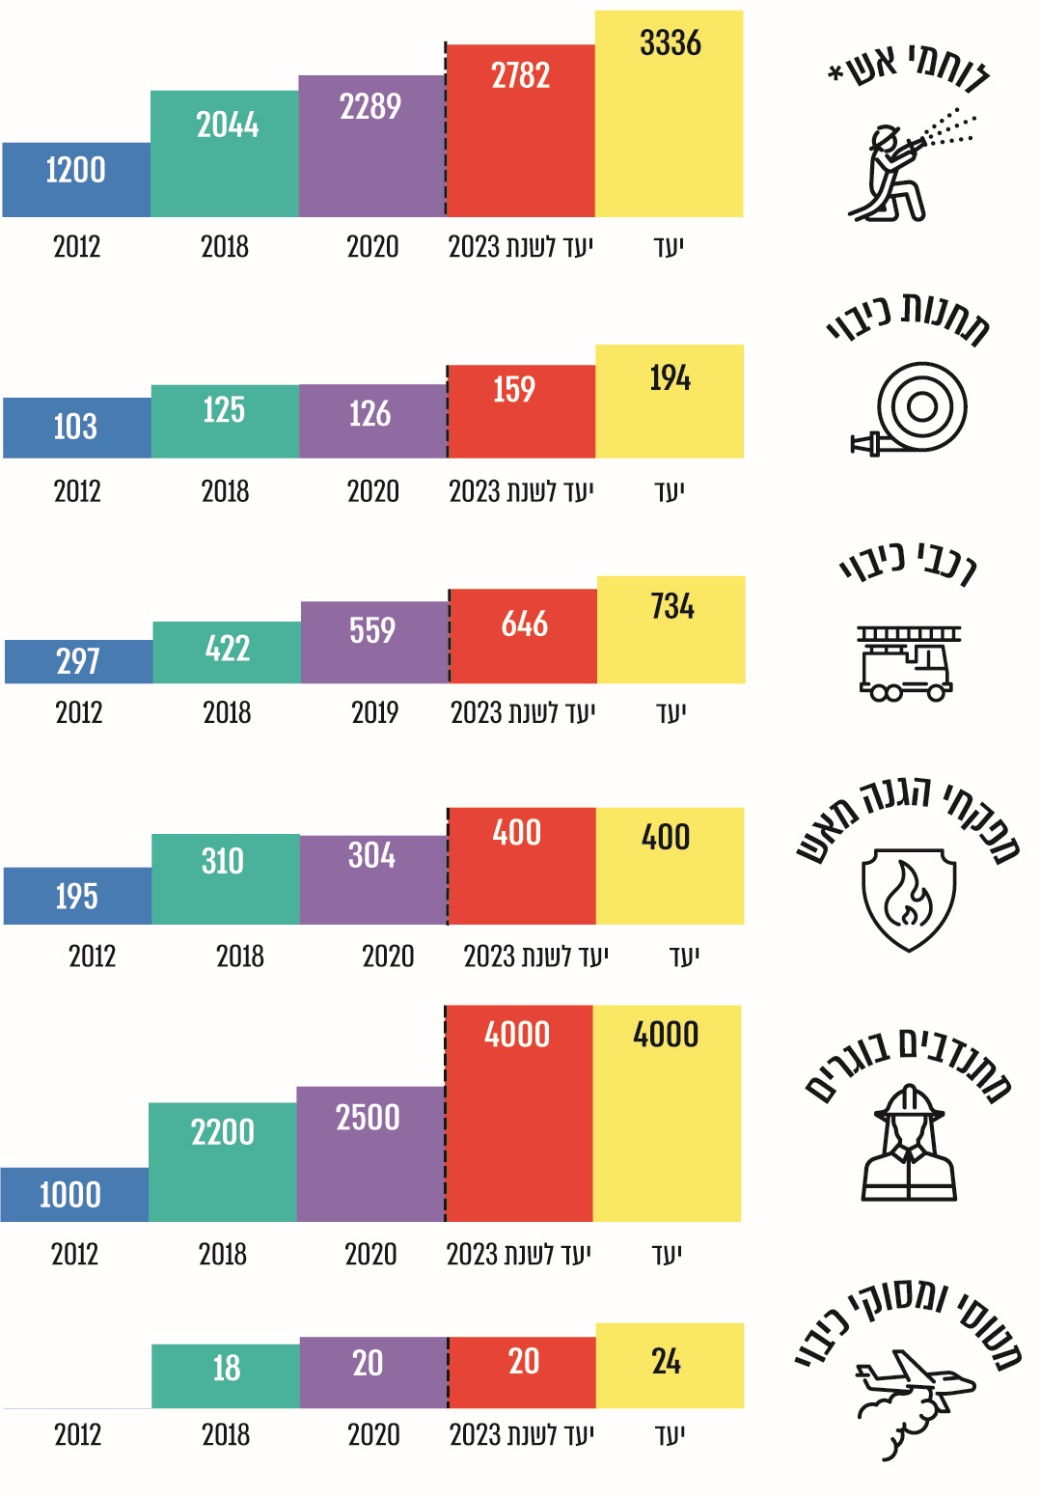 לוחמי אש*
1200
2044
2289
2782
3336
2012
2018
2020
יעד לשנת 2023
יעד
תחנות כיבוי
103
125
126
159
194
2012
2018
2020
יעד לשנת 2023
יעד
רכבי כיבוי
297
422
559
646
734
2012
2018
2019
יעד לשנת 2023
יעד
מפקחי הגנה מאש
195
310
304
400
400
2012
2018
2020
יעד לשנת 2023
יעד
מתנדבים בוגרים
1000
2200
2500
4000
4000
2012
2018
2020
יעד לשנת 2023
יעד
מטוסי ומסוקי כיבוי
18
20
20
24
2012
2018
2020
יעד לשנת 2023
יעד